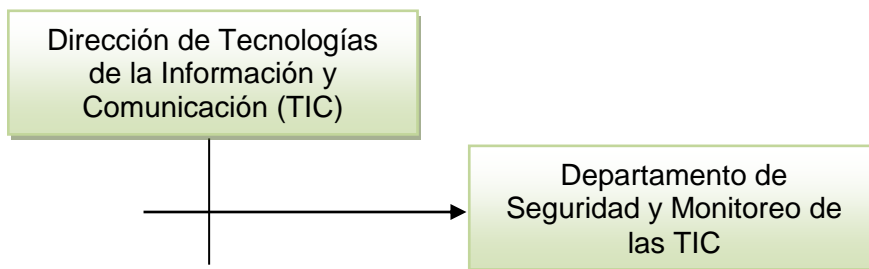 Dirección de Tecnologías
de la Información y
Comunicación (TIC)
Departamento de
Seguridad y Monitoreo de
las TIC